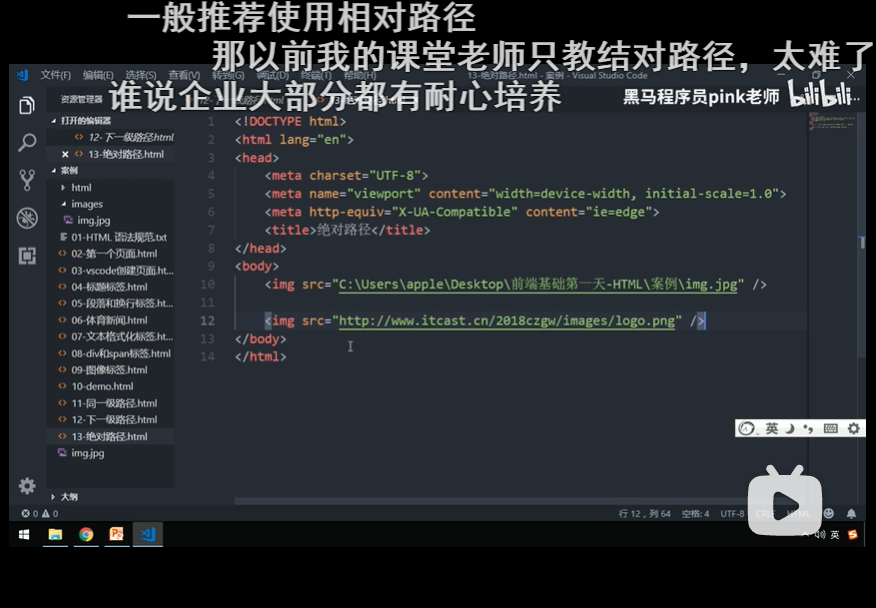 一般推荐使用相对路径
那以前我的课堂老师只教结对路径，太难了
谁说企业大部分都有耐心培养
文件(F) 编辑(E) 选择(S) 查看(V) 转到(G) 调试(D) 终端(T) 帮助(H)
13-绝对路径.html - 案例 - Visual Studio Code
黑马程序员pink老师 bilibili
资源管理器
打开的编辑器
12-下一级路径.html
13-绝对路径.html
案例
html
images
img.jpg
01-HTML 语法规范.txt
02-第一个页面.html
03-vscode创建页面.ht...
04-标题标签.html
05-段落和换行标签.ht...
06-体育新闻.html
07-文本格式化标签.ht...
08-div和span标签.html
09-图像标签.html
10-demo.html
11-同一级路径.html
12-下一级路径.html
13-绝对路径.html
img.jpg
大纲
1 <!DOCTYPE html>
2 <html lang="en">
3 <head>
4 <meta charset="UTF-8">
5 <meta name="viewport" content="width=device-width, initial-scale=1.0">
6 <meta http-equiv="X-UA-Compatible" content="ie=edge">
7 <title>绝对路径</title>
8 </head>
9 <body>
10 <img src="C:\Users\apple\Desktop\前端基础第一天-HTML\案例\img.jpg" />
11
12 <img src="http://www.itcast.cn/2018czgw/images/logo.png" />
13 </body>
14 </html>
英
0 0
行 12，列 64 空格: 4 UTF-8 CRLF HTML
英